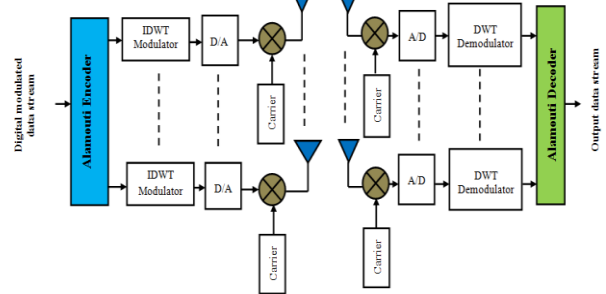 Digital modulated
data stream
Alamouti Encoder
IDWT
Modulator
D/A
Carrier
Carrier
A/D
DWT
Demodulator
IDWT
Modulator
D/A
Carrier
Carrier
A/D
DWT
Demodulator
Alamouti Decoder
Output data stream